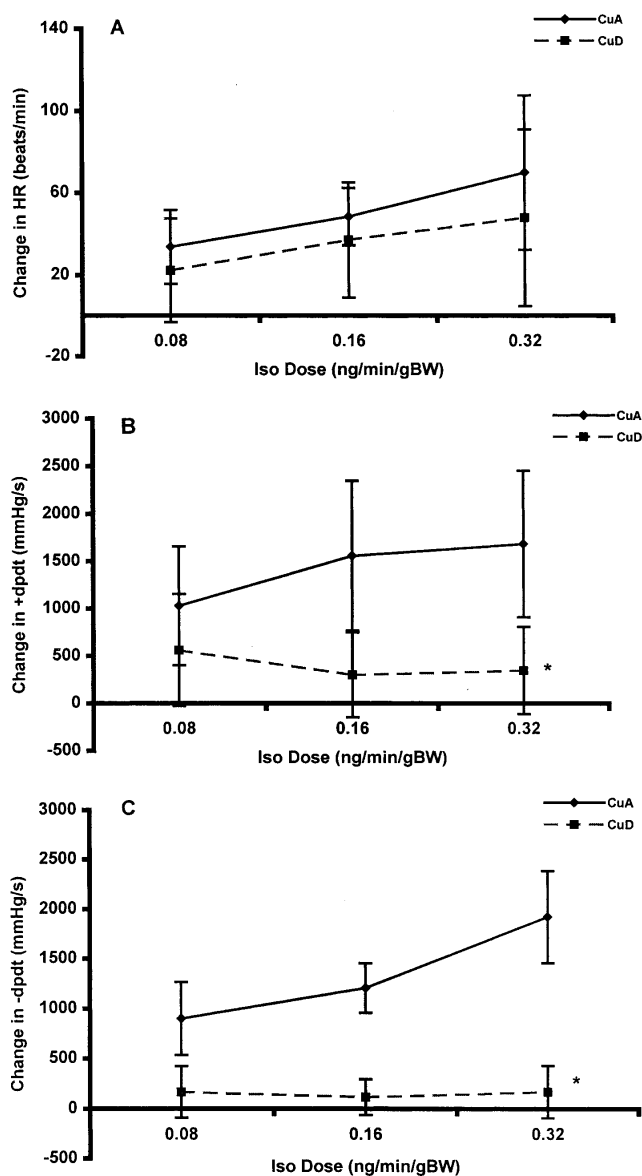 A
CuA
CuD
Change in HR (beats/min)
140
100
60
20
-20
0.08 0.16 0.32
Iso Dose (ng/min/gBW)
B
CuA
CuD
Change in +dpdt (mmHg/s)
3000
2500
2000
1500
1000
500
0
-500
*
0.08 0.16 0.32
Iso Dose (ng/min/gBW)
C
CuA
CuD
Change in -dpdt (mmHg/s)
3000
2500
2000
1500
1000
500
0
-500
*
0.08 0.16 0.32
Iso Dose (ng/min/gBW)